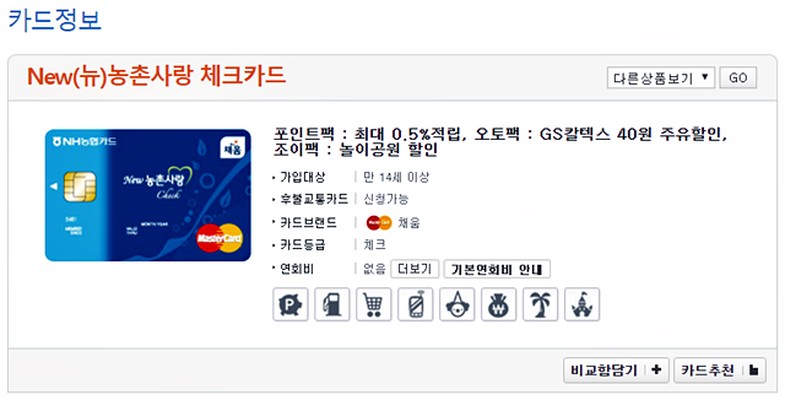 카드정보
New(뉴)농촌사랑 체크카드
다른상품보기 ▼ GO
NH농협카드
채움
New 농촌사랑
Check
MONTH/YEAR
MEMBER SINCE
VALID THRU
MasterCard
포인트팩 : 최대 0.5%적립, 오토팩 : GS칼텍스 40원 주유할인,
조이팩 : 놀이공원 할인
· 가입대상 | 만 14세 이상
· 후불교통카드 | 신청가능
· 카드브랜드 | 채움
· 카드등급 | 체크
· 연회비 | 없음 더보기 기본연회비 안내
P
₩
비교함담기 +
카드추천